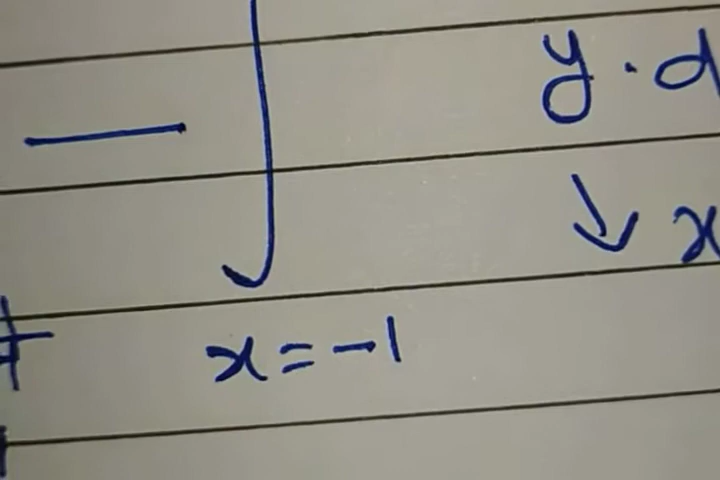 — ∫ y · d
↓ x
x = -1